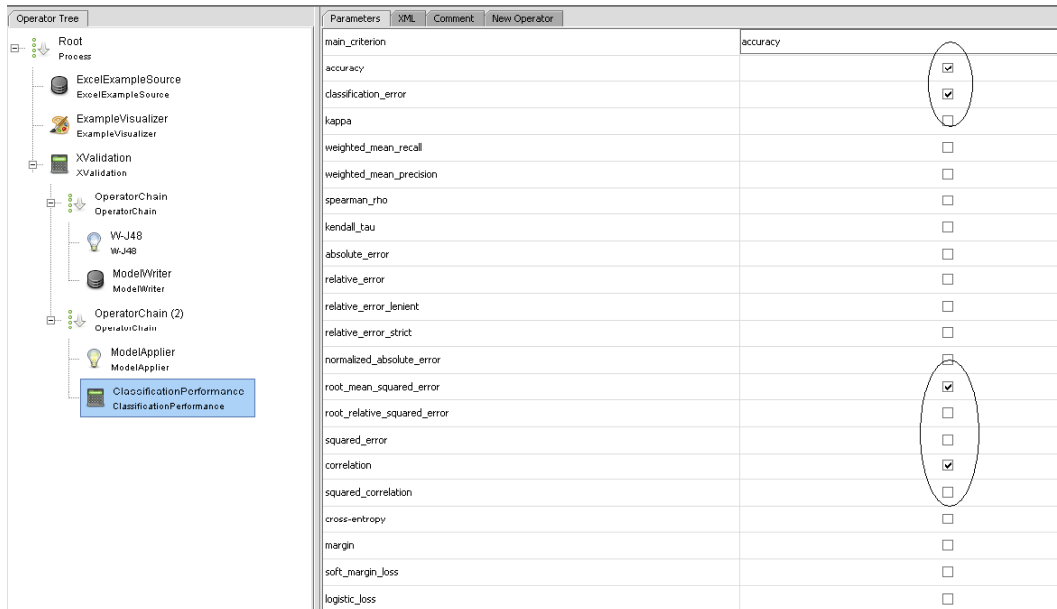 Operator Tree
Root
Process
ExcelExampleSource
ExcelExampleSource
ExampleVisualizer
ExampleVisualizer
XValidation
XValidation
OperatorChain
OperatorChain
W-J48
W-J48
ModelWriter
ModelWriter
OperatorChain (2)
OperatorChain
ModelApplier
ModelApplier
ClassificationPerformance
ClassificationPerformance
Parameters XML Comment New Operator
main_criterion accuracy
accuracy
classification_error
kappa
weighted_mean_recall
weighted_mean_precision
spearman_rho
kendall_tau
absolute_error
relative_error
relative_error_lenient
relative_error_strict
normalized_absolute_error
root_mean_squared_error
root_relative_squared_error
squared_error
correlation
squared_correlation
cross-entropy
margin
soft_margin_loss
logistic_loss